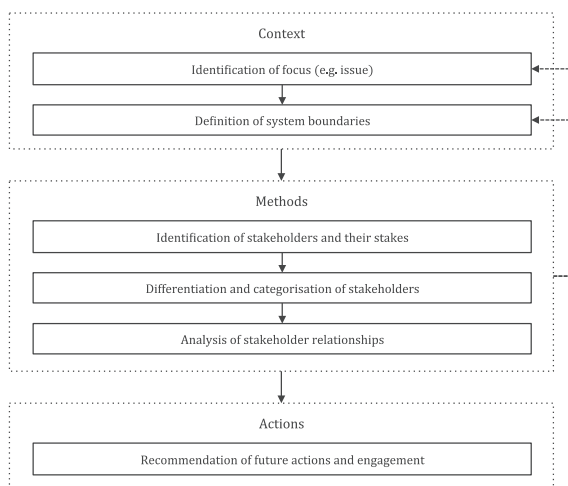 Context
Identification of focus (e.g. issue)
Definition of system boundaries
Methods
Identification of stakeholders and their stakes
Differentiation and categorisation of stakeholders
Analysis of stakeholder relationships
Actions
Recommendation of future actions and engagement